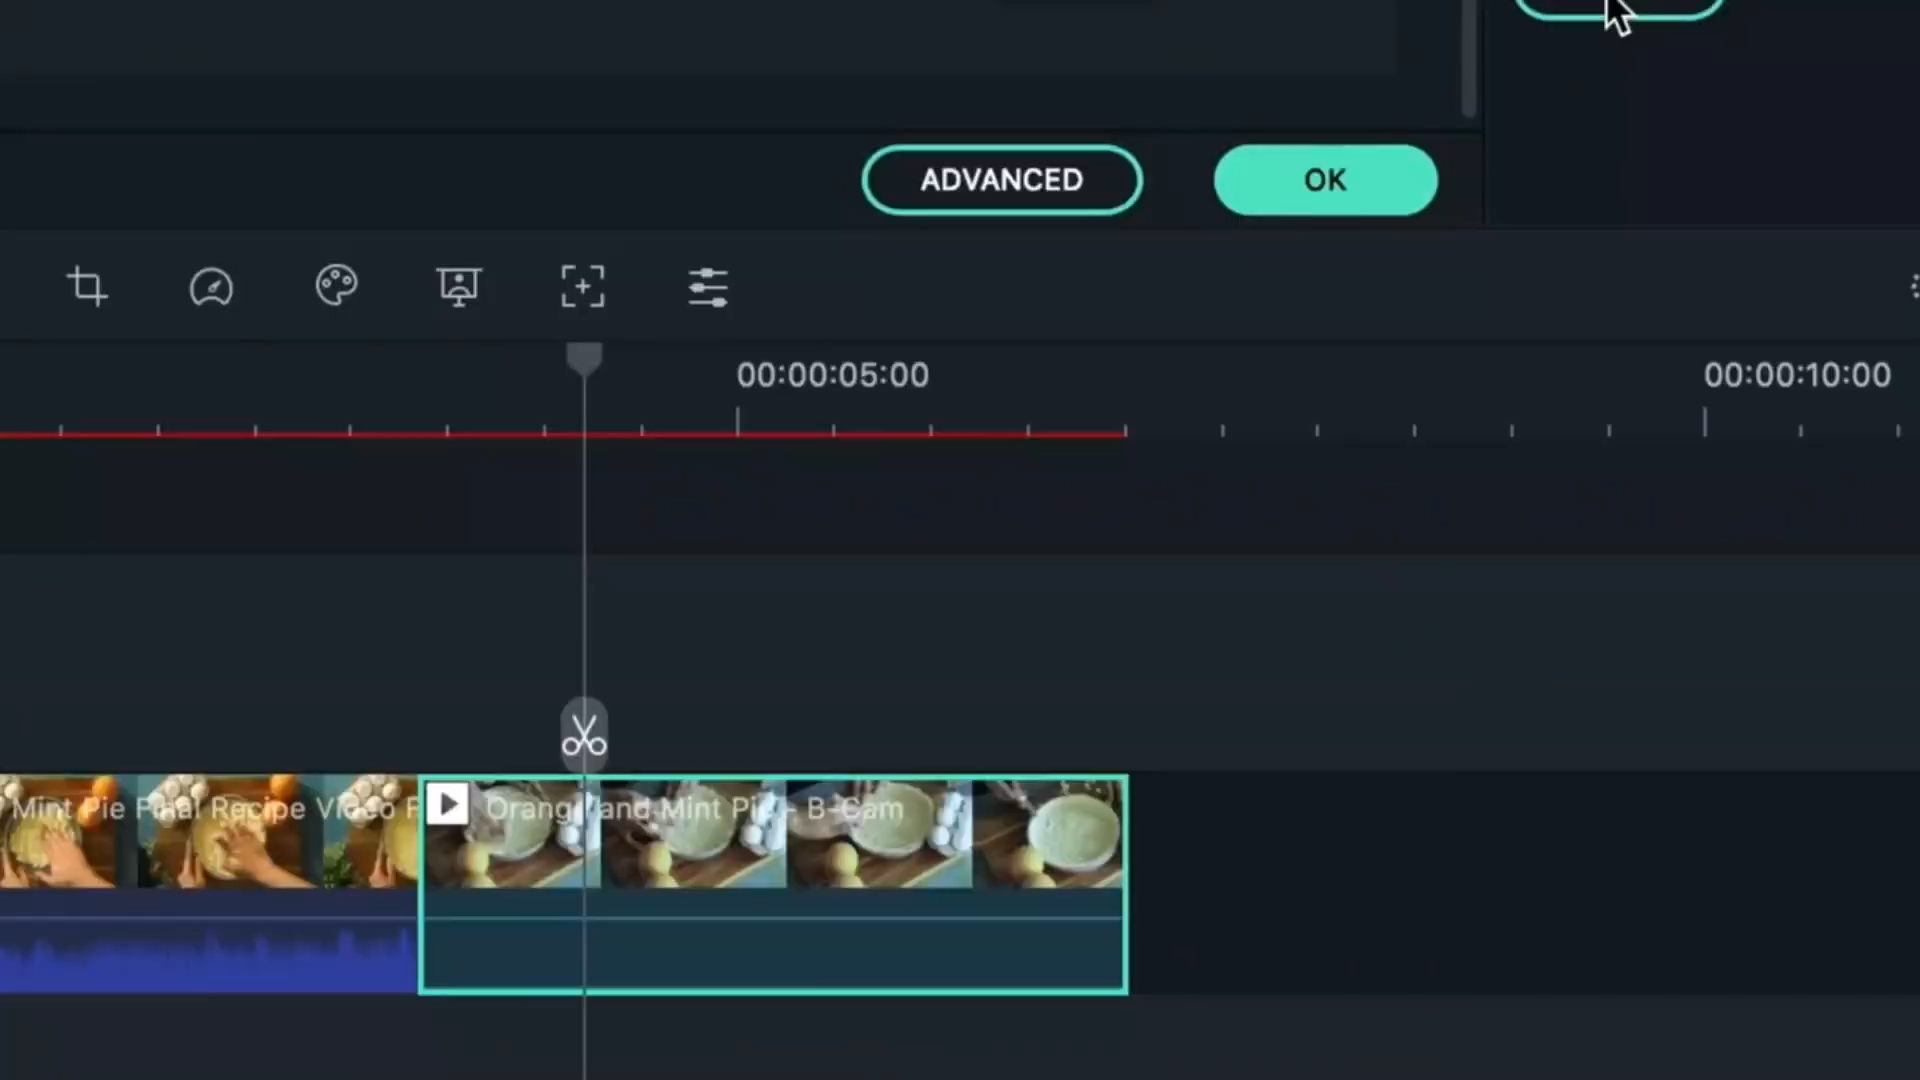 ADVANCED
OK
00:00:05:00
00:00:10:00
Mint Pie Final Recipe Video F
Orange and Mint Pie - B-Cam